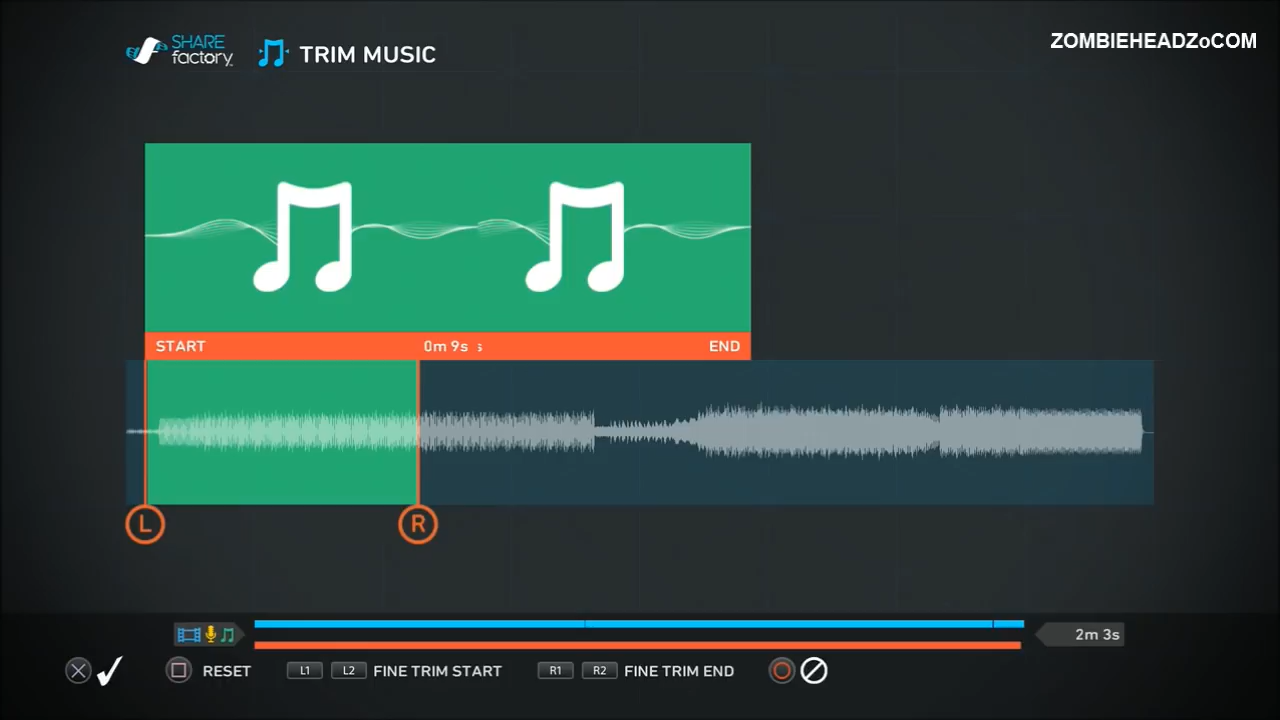 SHARE
factory™
TRIM MUSIC
ZOMBIEHEADZoCOM
START 0m 9s s END
L R
2m 3s
RESET L1 L2 FINE TRIM START R1 R2 FINE TRIM END